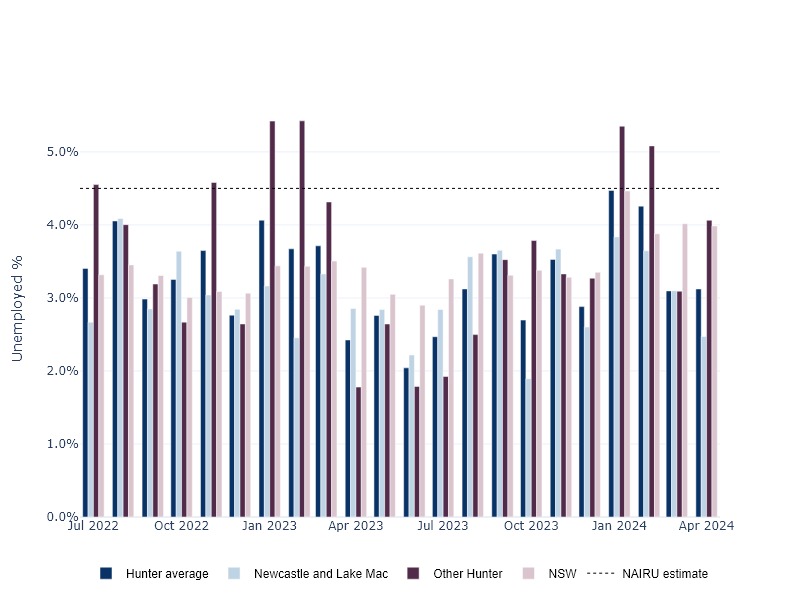 Unemployed %
5.0%
4.0%
3.0%
2.0%
1.0%
0.0%
Jul 2022 Oct 2022 Jan 2023 Apr 2023 Jul 2023 Oct 2023 Jan 2024 Apr 2024
Hunter average Newcastle and Lake Mac Other Hunter NSW NAIRU estimate